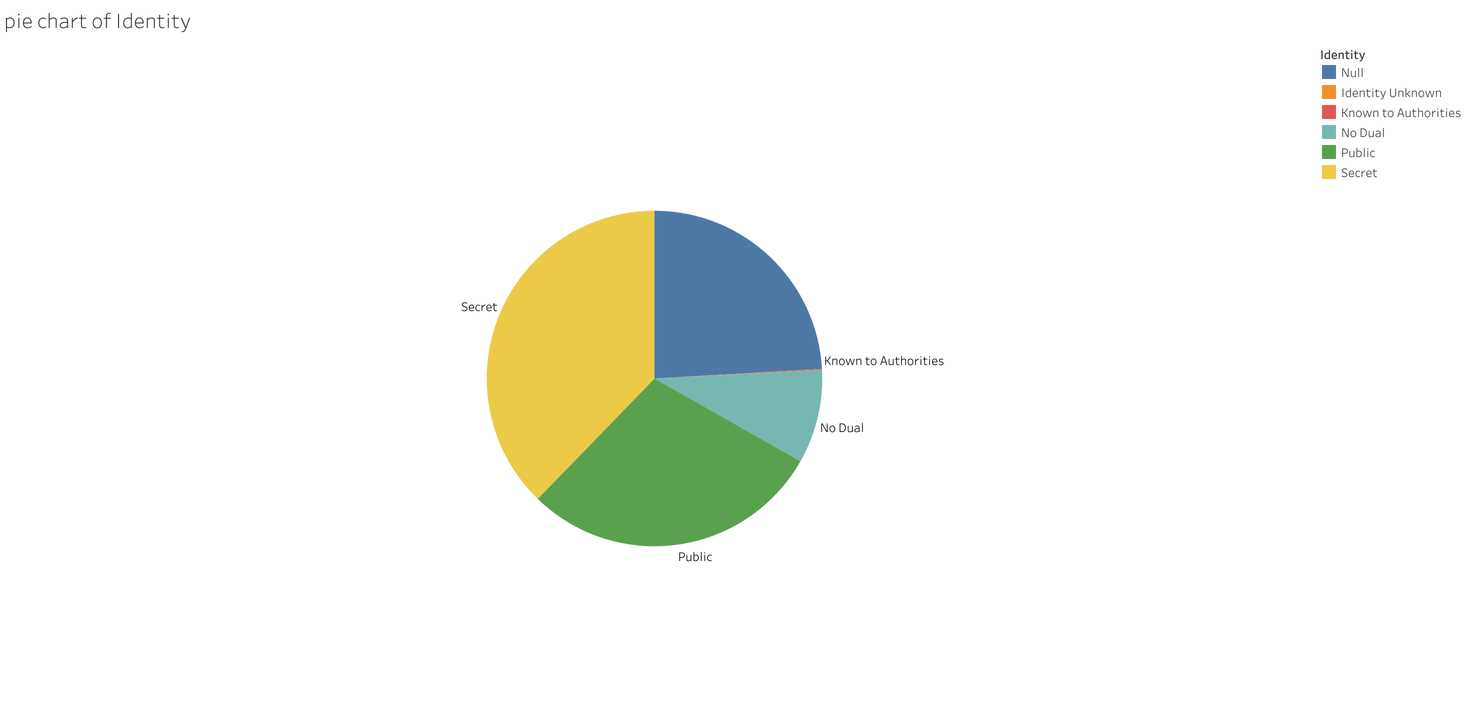 pie chart of Identity
Identity
Null
Identity Unknown
Known to Authorities
No Dual
Public
Secret
Secret
Known to Authorities
No Dual
Public